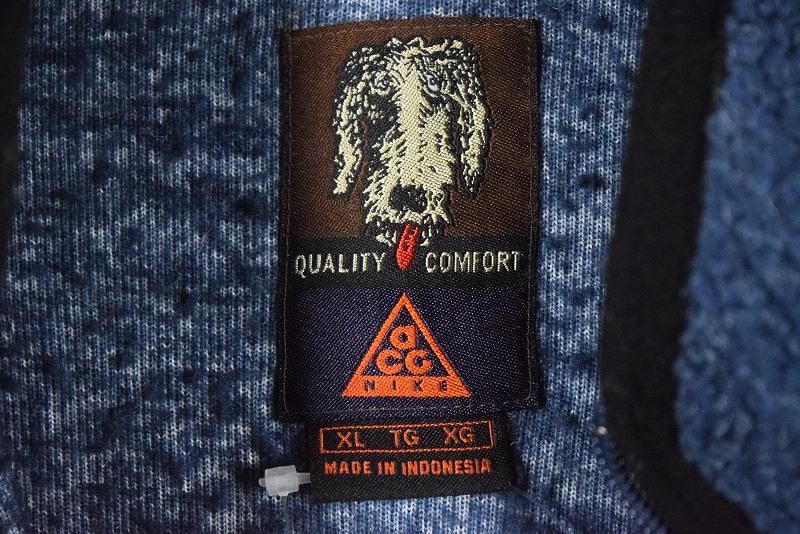 QUALITY COMFORT
aCG
NIKE
XL TG XG
MADE IN INDONESIA